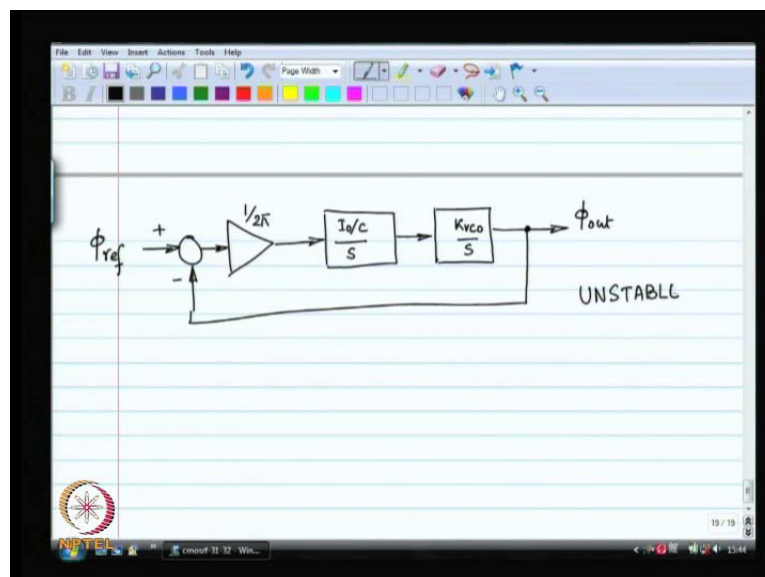 File Edit View Insert Actions Tools Help
Page Width
B I
1/2π
ϕref + -
I0/C
S
KVCO
S
ϕout
UNSTABLE
NPTEL
19 / 19
cmosrf-31-32 - Win...
15:44